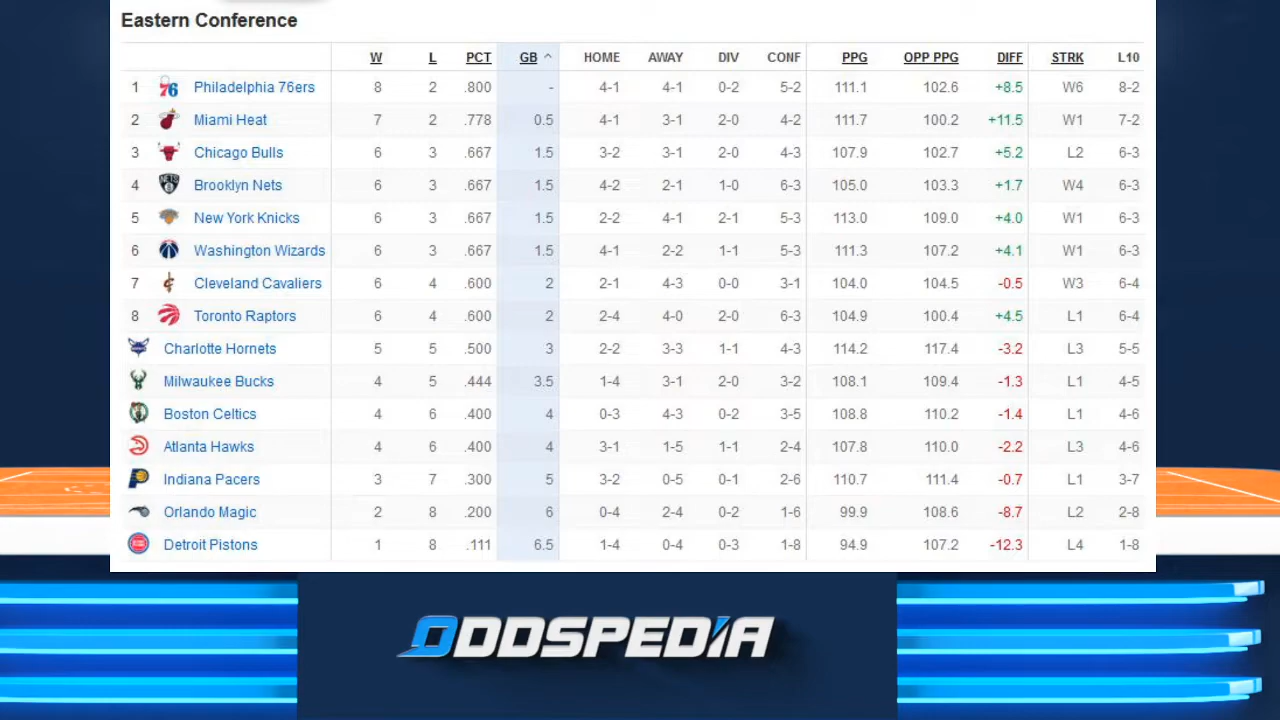 Eastern Conference
W L PCT GB ^ HOME AWAY DIV CONF PPG OPP PPG DIFF STRK L10
1 76 Philadelphia 76ers 8 2 .800 - 4-1 4-1 0-2 5-2 111.1 102.6 +8.5 W6 8-2
2 Miami Heat 7 2 .778 0.5 4-1 3-1 2-0 4-2 111.7 100.2 +11.5 W1 7-2
3 Chicago Bulls 6 3 .667 1.5 3-2 3-1 2-0 4-3 107.9 102.7 +5.2 L2 6-3
4 NETS Brooklyn Nets 6 3 .667 1.5 4-2 2-1 1-0 6-3 105.0 103.3 +1.7 W4 6-3
5 New York Knicks 6 3 .667 1.5 2-2 4-1 2-1 5-3 113.0 109.0 +4.0 W1 6-3
6 Washington Wizards 6 3 .667 1.5 4-1 2-2 1-1 5-3 111.3 107.2 +4.1 W1 6-3
7 Cleveland Cavaliers 6 4 .600 2 2-1 4-3 0-0 3-1 104.0 104.5 -0.5 W3 6-4
8 Toronto Raptors 6 4 .600 2 2-4 4-0 2-0 6-3 104.9 100.4 +4.5 L1 6-4
Charlotte Hornets 5 5 .500 3 2-2 3-3 1-1 4-3 114.2 117.4 -3.2 L3 5-5
Milwaukee Bucks 4 5 .444 3.5 1-4 3-1 2-0 3-2 108.1 109.4 -1.3 L1 4-5
Boston Celtics 4 6 .400 4 0-3 4-3 0-2 3-5 108.8 110.2 -1.4 L1 4-6
Atlanta Hawks 4 6 .400 4 3-1 1-5 1-1 2-4 107.8 110.0 -2.2 L3 4-6
Indiana Pacers 3 7 .300 5 3-2 0-5 0-1 2-6 110.7 111.4 -0.7 L1 3-7
Orlando Magic 2 8 .200 6 0-4 2-4 0-2 1-6 99.9 108.6 -8.7 L2 2-8
Detroit Pistons 1 8 .111 6.5 1-4 0-4 0-3 1-8 94.9 107.2 -12.3 L4 1-8
ODDSPEDIA